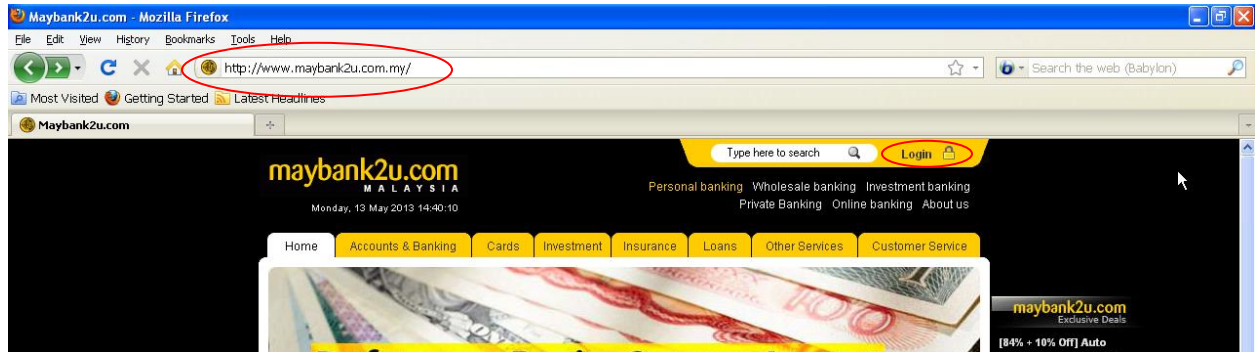 Maybank2u.com - Mozilla Firefox
File Edit View History Bookmarks Tools Help
http://www.maybank2u.com.my/
Search the web (Babylon)
Most Visited Getting Started Latest Headlines
Maybank2u.com
Type here to search Login
maybank2u.com
MALAYSIA
Monday, 13 May 2013 14:40:10
Personal banking Wholesale banking Investment banking
Private Banking Online banking About us
Home Accounts & Banking Cards Investment Insurance Loans Other Services Customer Service
100
maybank2u.com
Exclusive Deals
[84% + 10% Off] Auto